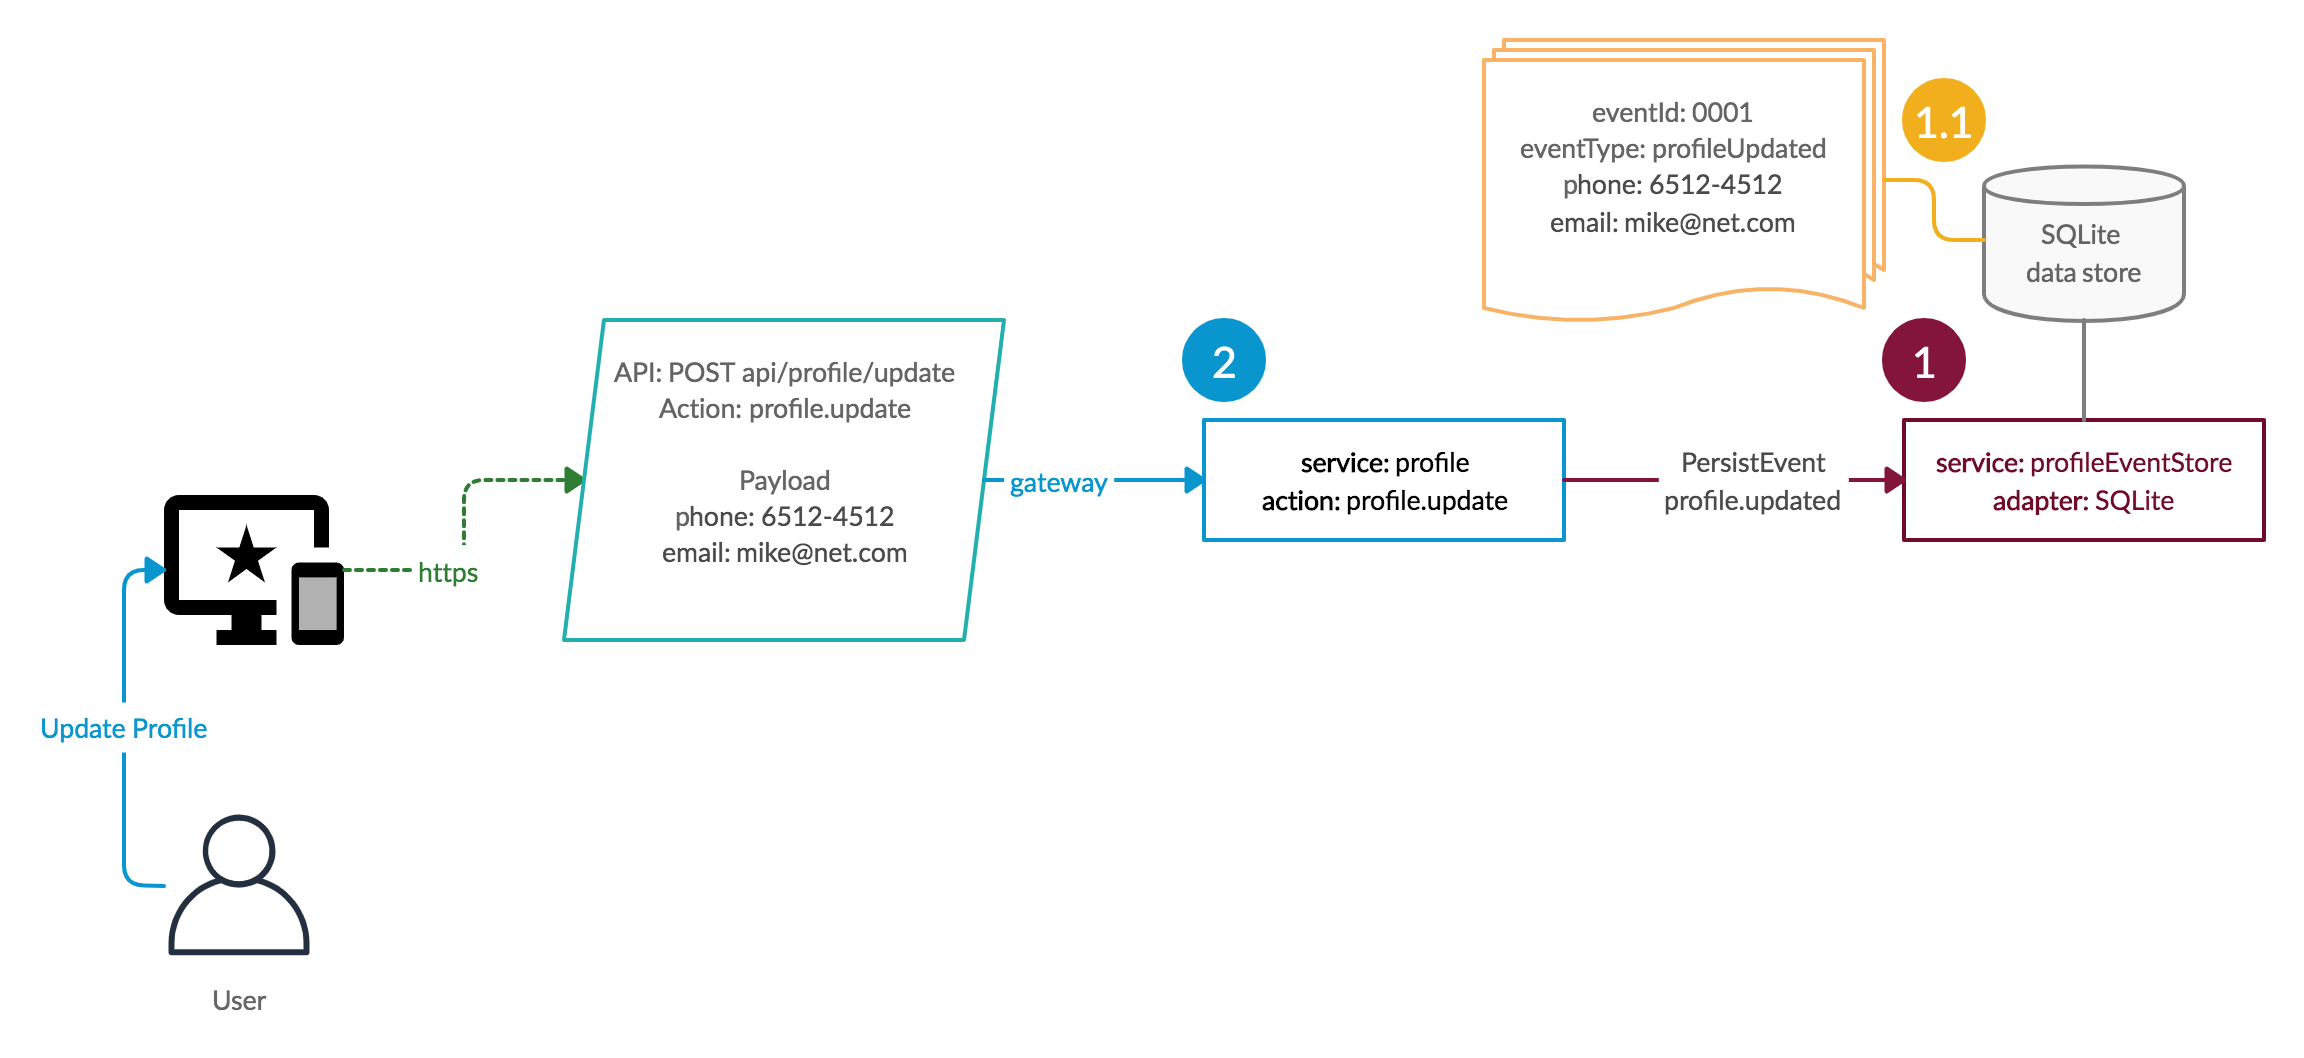 eventId: 0001
eventType: profileUpdated
phone: 6512-4512
email: mike@net.com
1.1
SQLite
data store
API: POST api/profile/update
Action: profile.update
Payload
phone: 6512-4512
email: mike@net.com
2
1
gateway
service: profile
action: profile.update
PersistEvent
profile.updated
service: profileEventStore
adapter: SQLite
https
Update Profile
User